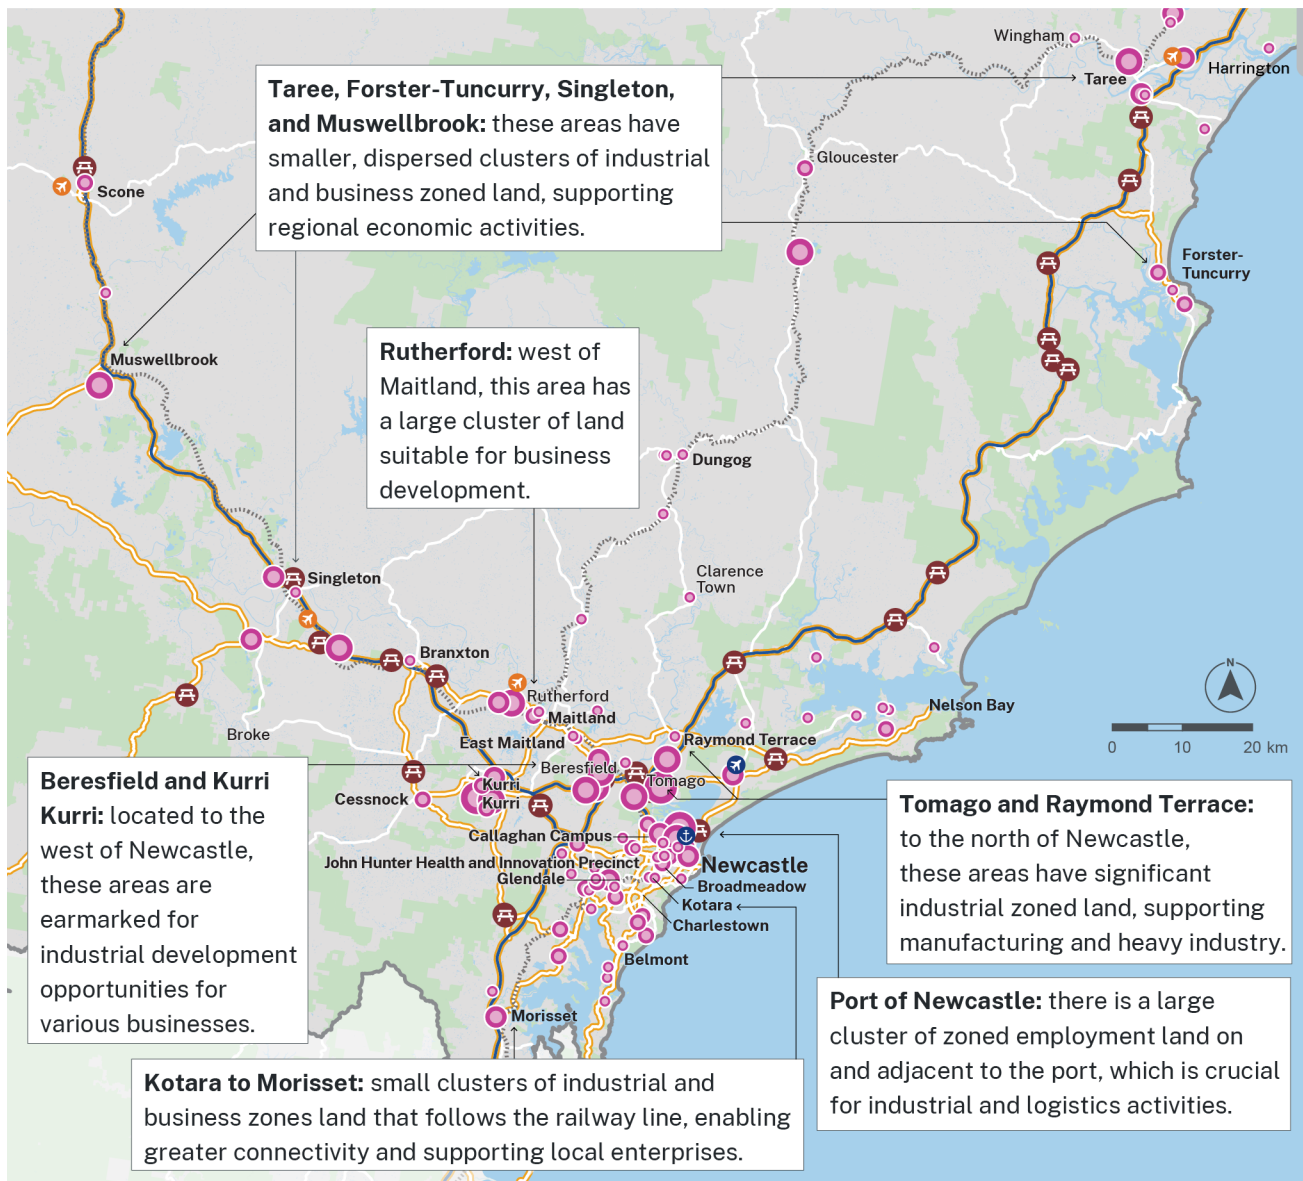 Wingham
Taree
Harrington
Taree, Forster-Tuncurry, Singleton,
and Muswellbrook: these areas have
smaller, dispersed clusters of industrial
and business zoned land, supporting
regional economic activities.
Gloucester
Scone
Forster-
Tuncurry
Muswellbrook
Rutherford: west of
Maitland, this area has
a large cluster of land
suitable for business
development.
Dungog
Clarence
Town
Singleton
Branxton
Rutherford
Maitland
Nelson Bay
N
0 10 20 km
Broke
East Maitland
Raymond Terrace
Beresfield
Tomago
Kurri
Kurri
Cessnock
Callaghan Campus
John Hunter Health and Innovation Precinct
Newcastle
Glendale
Broadmeadow
Kotara
Charlestown
Belmont
Morisset
Beresfield and Kurri
Kurri: located to the
west of Newcastle,
these areas are
earmarked for
industrial development
opportunities for
various businesses.
Tomago and Raymond Terrace:
to the north of Newcastle,
these areas have significant
industrial zoned land, supporting
manufacturing and heavy industry.
Port of Newcastle: there is a large
cluster of zoned employment land on
and adjacent to the port, which is crucial
for industrial and logistics activities.
Kotara to Morisset: small clusters of industrial and
business zones land that follows the railway line, enabling
greater connectivity and supporting local enterprises.